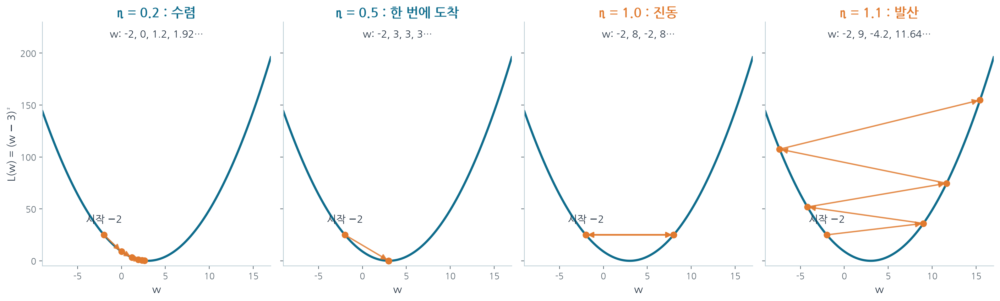 η = 0.2 : 수렴
w: -2, 0, 1.2, 1.92⋯
L(w) = (w − 3)²
200
150
100
50
0
시작 −2
-5 0 5 10 15
w
η = 0.5 : 한 번에 도착
w: -2, 3, 3, 3⋯
시작 −2
-5 0 5 10 15
w
η = 1.0 : 진동
w: -2, 8, -2, 8⋯
시작 −2
-5 0 5 10 15
w
η = 1.1 : 발산
w: -2, 9, -4.2, 11.64⋯
시작 −2
-5 0 5 10 15
w